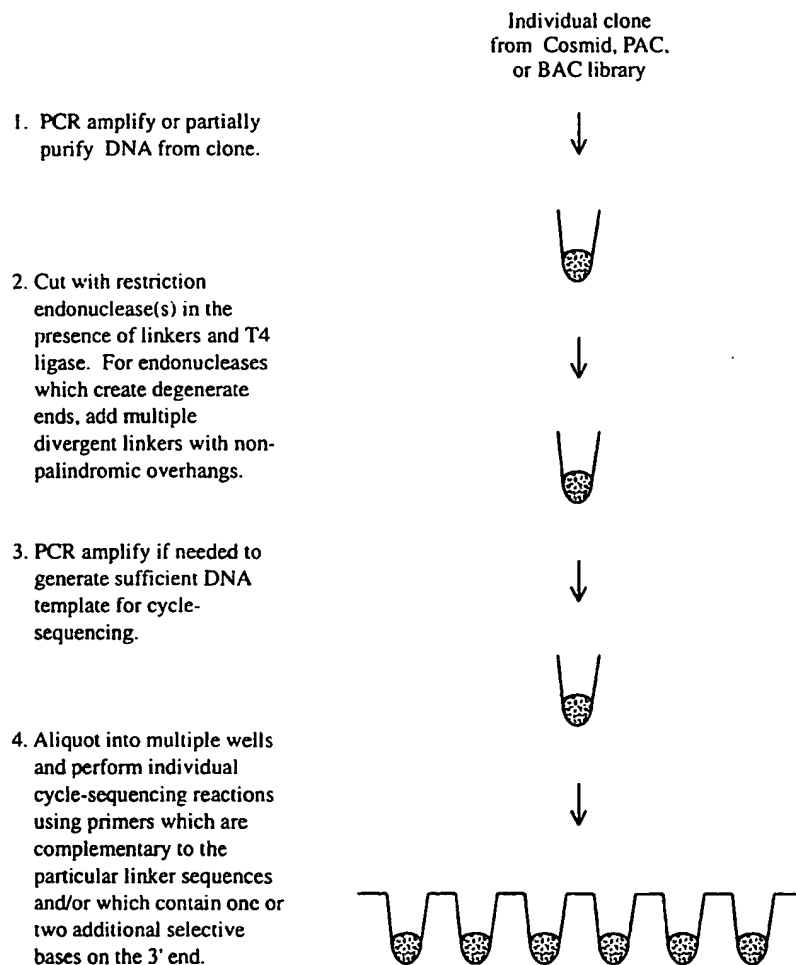 Individual clone
from Cosmid, PAC,
or BAC library
1. PCR amplify or partially
purify DNA from clone.
2. Cut with restriction
endonuclease(s) in the
presence of linkers and T4
ligase. For endonucleases
which create degenerate
ends, add multiple
divergent linkers with non-
palindromic overhangs.
3. PCR amplify if needed to
generate sufficient DNA
template for cycle-
sequencing.
4. Aliquot into multiple wells
and perform individual
cycle-sequencing reactions
using primers which are
complementary to the
particular linker sequences
and/or which contain one or
two additional selective
bases on the 3' end.